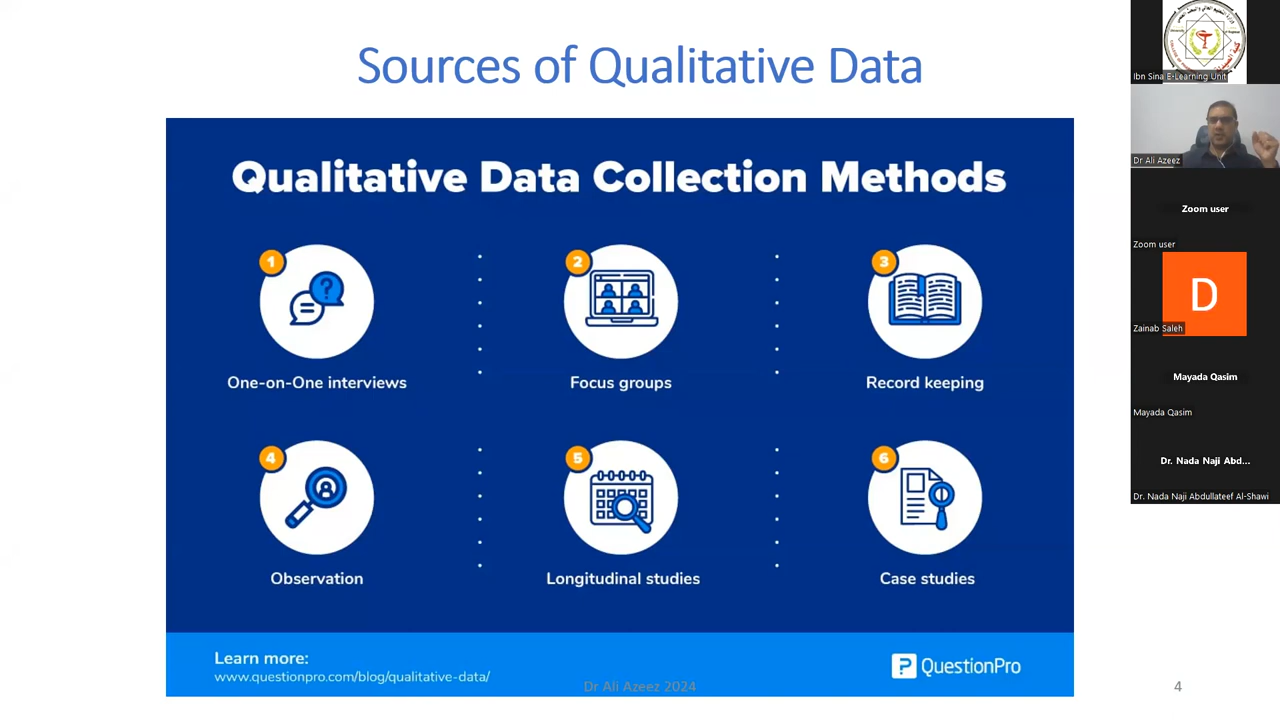 Sources of Qualitative Data
Qualitative Data Collection Methods
1
One-on-One interviews
2
Focus groups
3
Record keeping
4
Observation
5
Longitudinal studies
6
Case studies
Learn more:
www.questionpro.com/blog/qualitative-data/
QuestionPro
Dr Ali Azeez 2024
4
Ibn Sina E-Learning Unit
Dr Ali Azeez
Zoom user
Zoom user
D
Zainab Saleh
Mayada Qasim
Mayada Qasim
Dr. Nada Naji Abd...
Dr. Nada Naji Abdullateef Al-Shawi